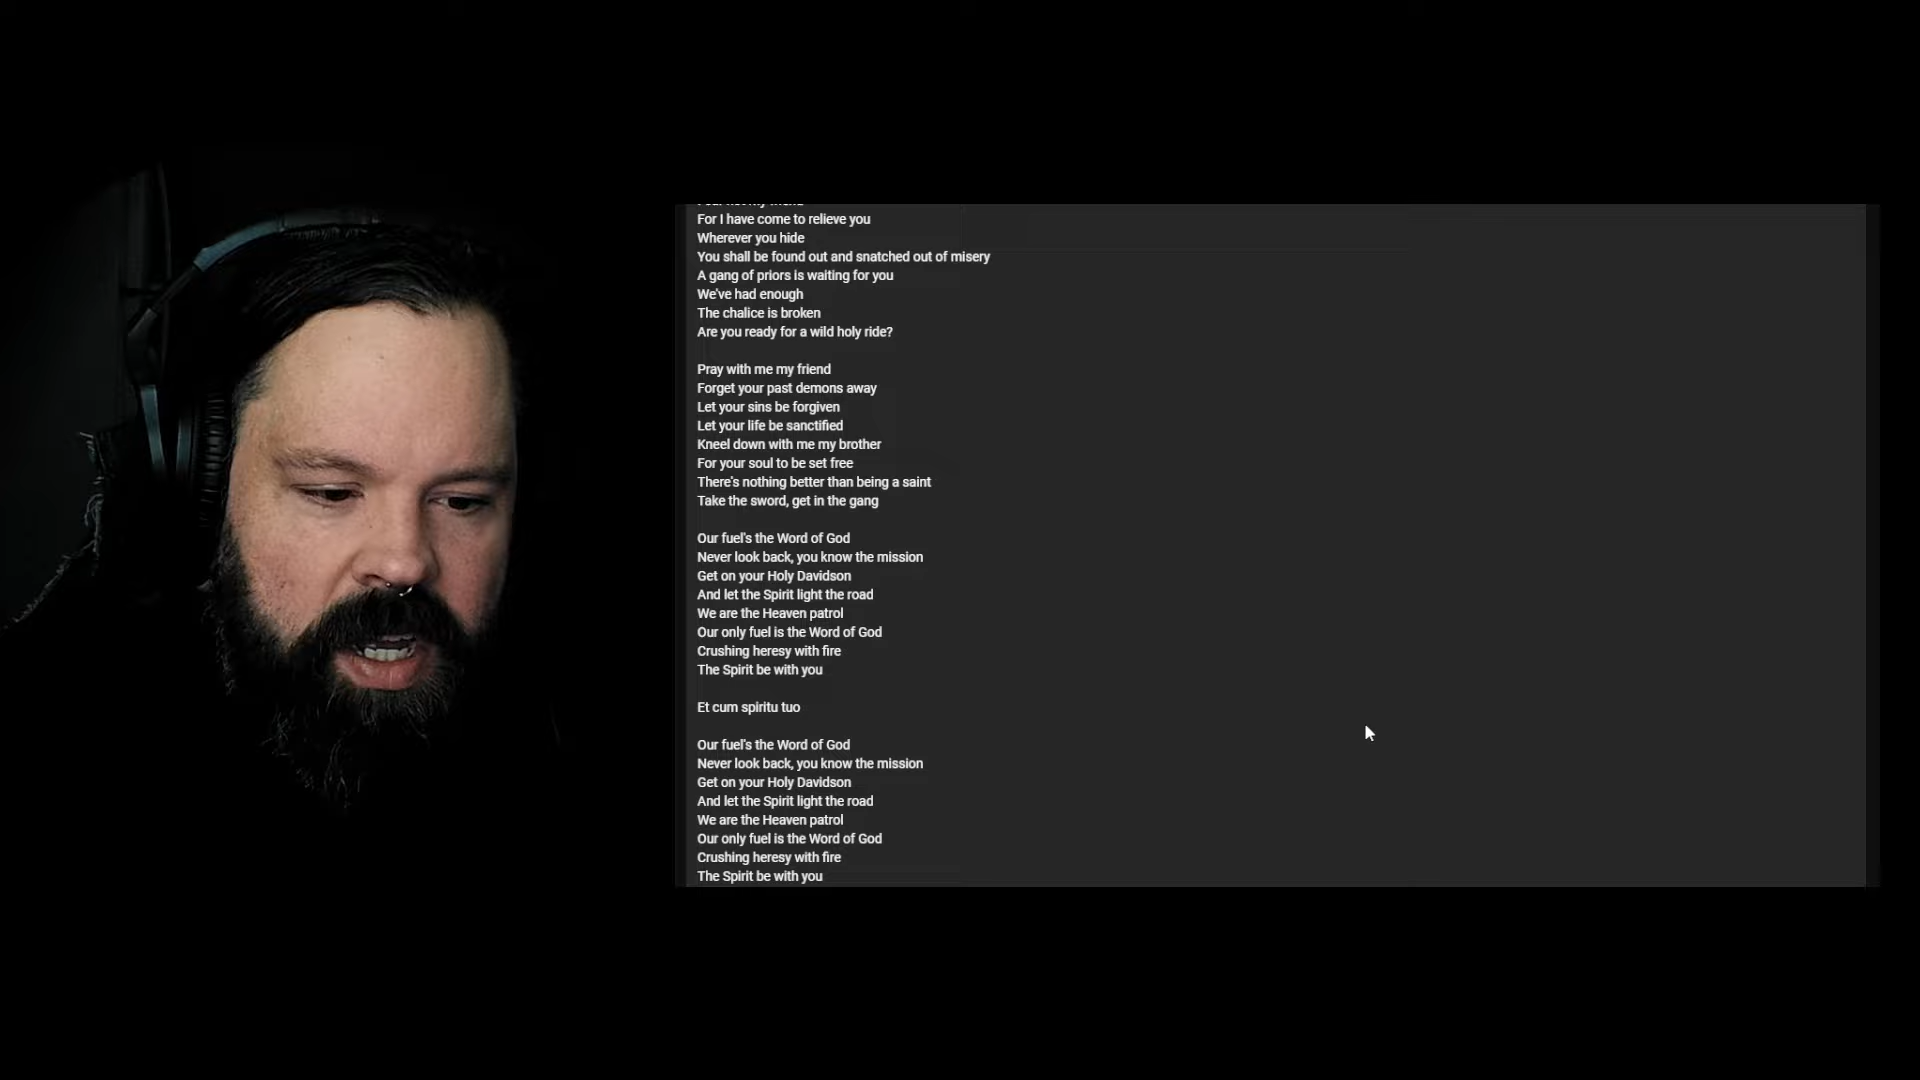 For I have come to relieve you
Wherever you hide
You shall be found out and snatched out of misery
A gang of priors is waiting for you
We've had enough
The chalice is broken
Are you ready for a wild holy ride?
Pray with me my friend
Forget your past demons away
Let your sins be forgiven
Let your life be sanctified
Kneel down with me my brother
For your soul to be set free
There's nothing better than being a saint
Take the sword, get in the gang
Our fuel's the Word of God
Never look back, you know the mission
Get on your Holy Davidson
And let the Spirit light the road
We are the Heaven patrol
Our only fuel is the Word of God
Crushing heresy with fire
The Spirit be with you
Et cum spiritu tuo
Our fuel's the Word of God
Never look back, you know the mission
Get on your Holy Davidson
And let the Spirit light the road
We are the Heaven patrol
Our only fuel is the Word of God
Crushing heresy with fire
The Spirit be with you